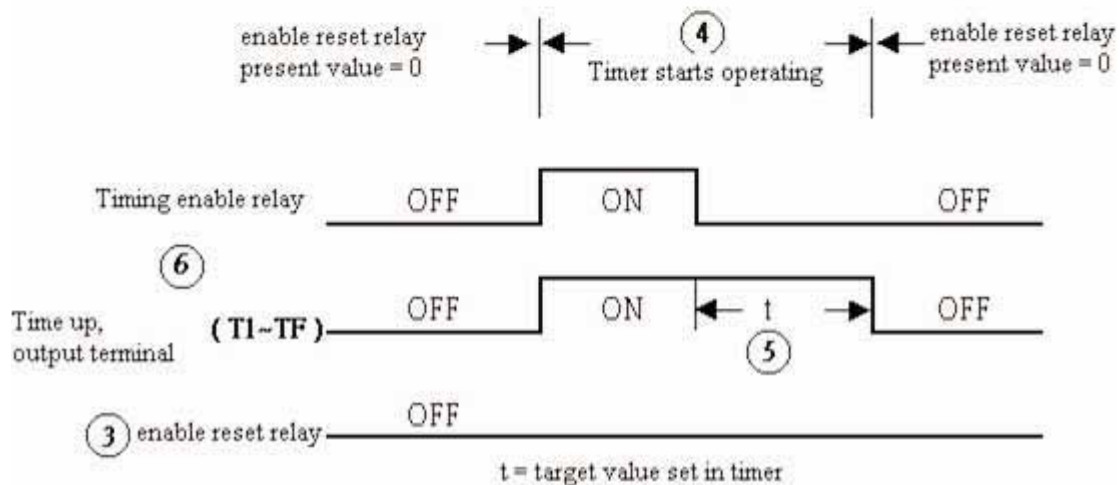 enable reset relay
present value = 0
4
Timer starts operating
enable reset relay
present value = 0
Timing enable relay
OFF
ON
OFF
6
Time up,
output terminal
( T1~TF )
OFF
ON
t
OFF
5
OFF
3 enable reset relay
t = target value set in timer